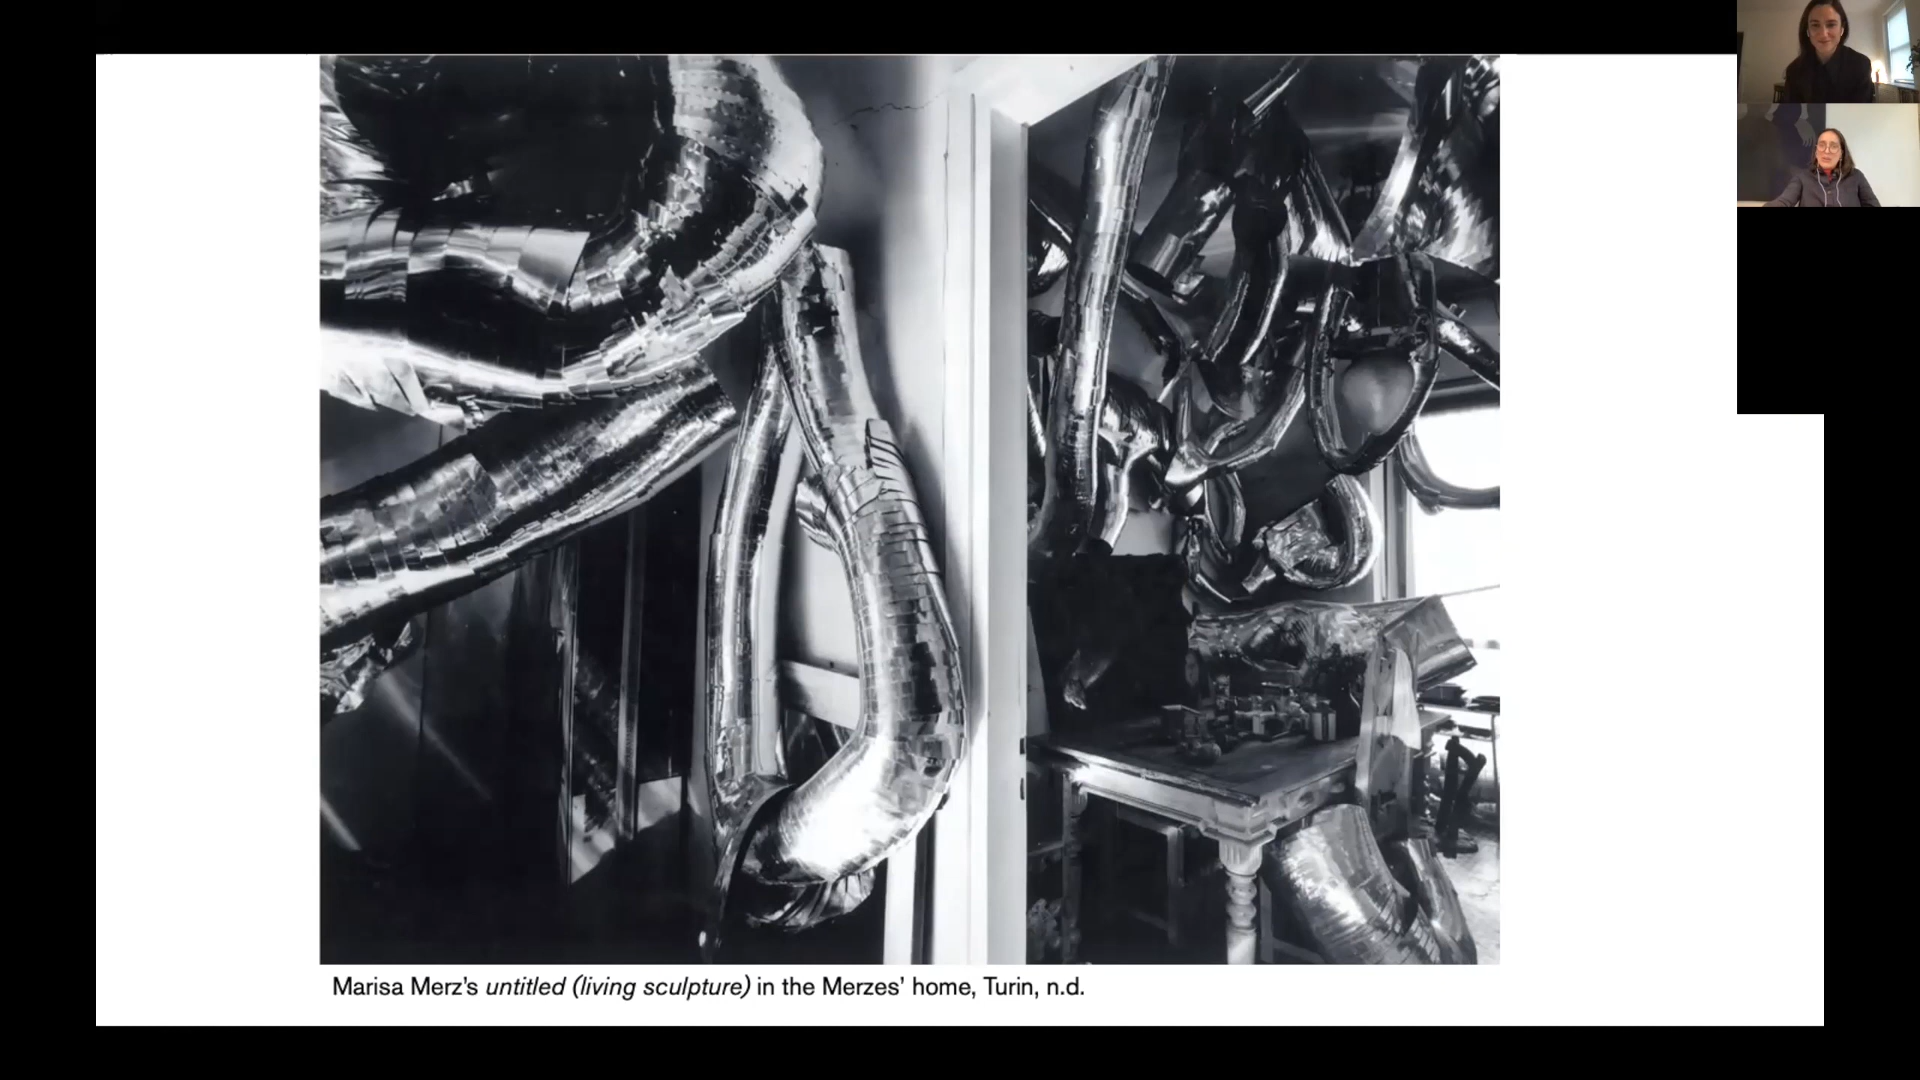 Marisa Merz’s untitled (living sculpture) in the Merzes’ home, Turin, n.d.